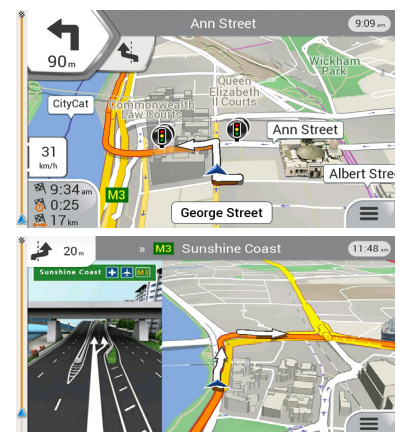 Ann Street
9:09 am
90 m
Wickham
Park
Queen
Elizabeth
II Courts
CityCat
Commonwealth
Law Courts
Ann Street
31
km/h
Albert Stre
9:34 am
0:25
17 km
M3
George Street
20 m
» M3 Sunshine Coast
11:48 am
Sunshine Coast M3